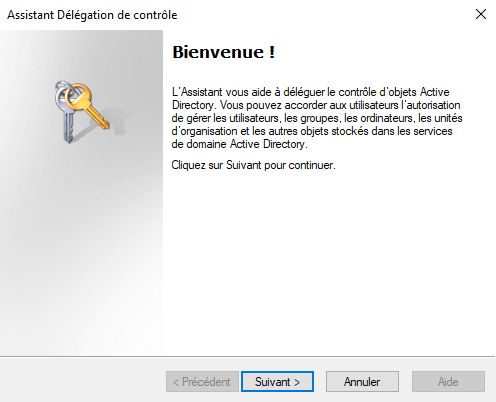 Assistant Délégation de contrôle
Bienvenue !
L'Assistant vous aide à déléguer le contrôle d'objets Active
Directory. Vous pouvez accorder aux utilisateurs l'autorisation
de gérer les utilisateurs, les groupes, les ordinateurs, les unités
d'organisation et les autres objets stockés dans les services
de domaine Active Directory.
Cliquez sur Suivant pour continuer.
< Précédent Suivant > Annuler Aide